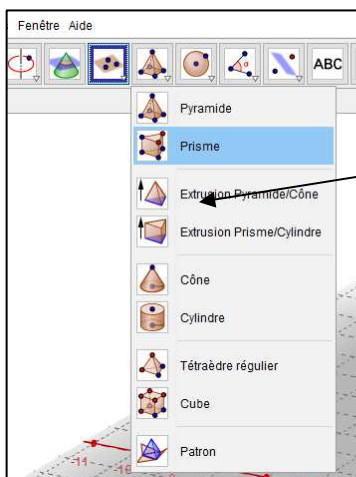 Fenêtre Aide
α
ABC
Pyramide
Prisme
Extrusion Pyramide/Cône
Extrusion Prisme/Cylindre
Cône
Cylindre
Tétraèdre régulier
Cube
Patron
-11